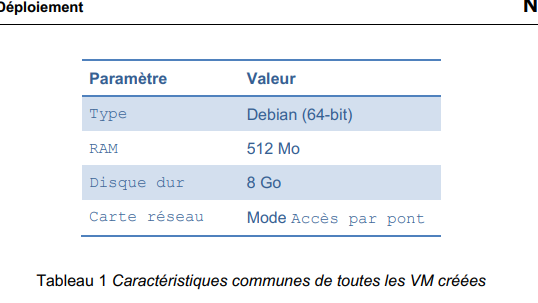 Déploiement N
Paramètre Valeur
Type Debian (64-bit)
RAM 512 Mo
Disque dur 8 Go
Carte réseau Mode Accès par pont
Tableau 1 Caractéristiques communes de toutes les VM créées